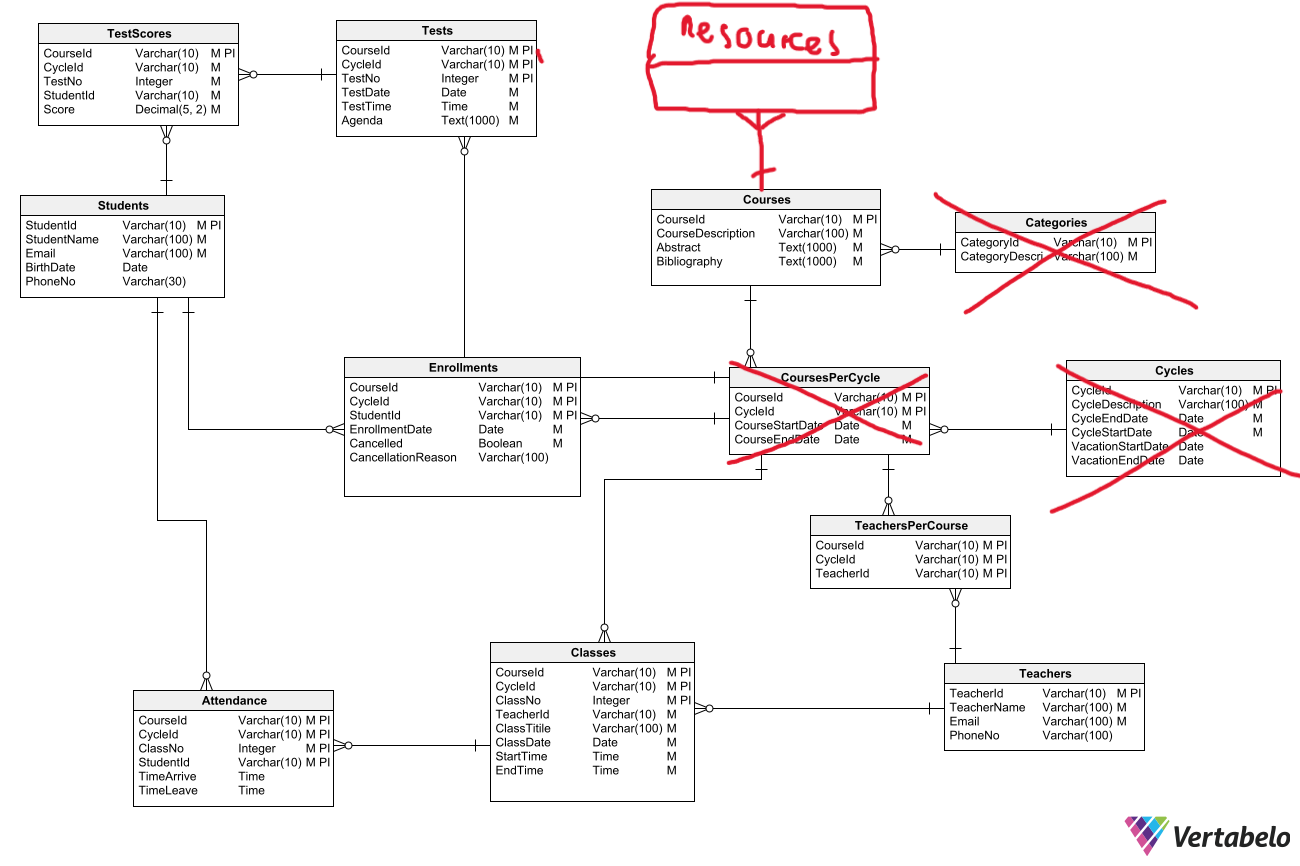 TestScores
CourseId Varchar(10) M PI
CycleId Varchar(10) M
TestNo Integer M
StudentId Varchar(10) M
Score Decimal(5, 2) M
Tests
CourseId Varchar(10) M PI
CycleId Varchar(10) M PI
TestNo Integer M PI
TestDate Date M
TestTime Time M
Agenda Text(1000) M
Resources
Students
StudentId Varchar(10) M PI
StudentName Varchar(100) M
Email Varchar(100) M
BirthDate Date
PhoneNo Varchar(30)
Courses
CourseId Varchar(10) M PI
CourseDescription Varchar(100) M
Abstract Text(1000) M
Bibliography Text(1000) M
Categories
CategoryId Varchar(10) M PI
CategoryDescri Varchar(100) M
Enrollments
CourseId Varchar(10) M PI
CycleId Varchar(10) M PI
StudentId Varchar(10) M PI
EnrollmentDate Date M
Cancelled Boolean M
CancellationReason Varchar(100)
CoursesPerCycle
CourseId Varchar(10) M PI
CycleId Varchar(10) M PI
CourseStartDate Date M
CourseEndDate Date M
Cycles
CycleId Varchar(10) M PI
CycleDescription Varchar(100) M
CycleEndDate Date M
CycleStartDate Date M
VacationStartDate Date
VacationEndDate Date
TeachersPerCourse
CourseId Varchar(10) M PI
CycleId Varchar(10) M PI
TeacherId Varchar(10) M PI
Classes
CourseId Varchar(10) M PI
CycleId Varchar(10) M PI
ClassNo Integer M PI
TeacherId Varchar(10) M
ClassTitile Varchar(100) M
ClassDate Date M
StartTime Time M
EndTime Time M
Teachers
TeacherId Varchar(10) M PI
TeacherName Varchar(100) M
Email Varchar(100) M
PhoneNo Varchar(100)
Attendance
CourseId Varchar(10) M PI
CycleId Varchar(10) M PI
ClassNo Integer M PI
StudentId Varchar(10) M PI
TimeArrive Time
TimeLeave Time
Vertabelo